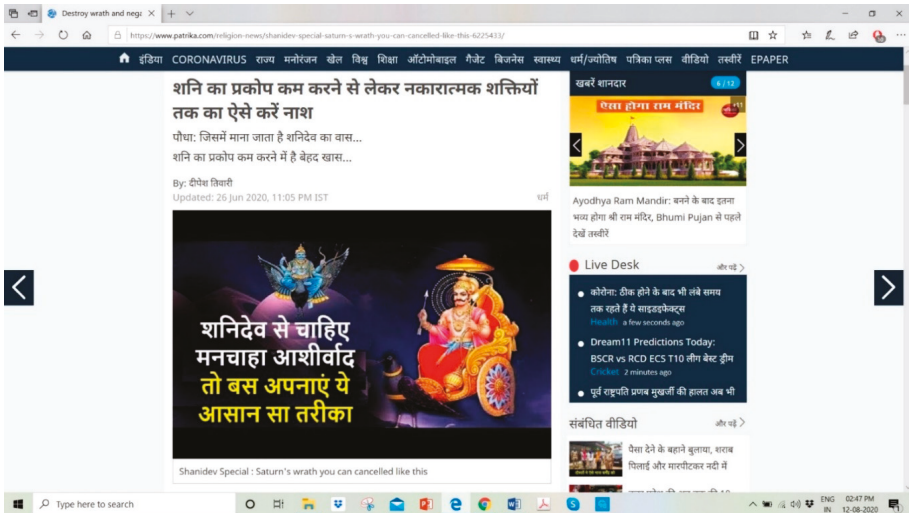 Destroy wrath and nega
https://www.patrika.com/religion-news/shanidev-special-saturn-s-wrath-you-can-cancelled-like-this-6225433/
इंडिया CORONAVIRUS राज्य मनोरंजन खेल विश्व शिक्षा ऑटोमोबाइल गैजेट बिजनेस स्वास्थ्य धर्म/ज्योतिष पत्रिका प्लस वीडियो तस्वीरें EPAPER
शनि का प्रकोप कम करने से लेकर नकारात्मक शक्तियों
तक का ऐसे करें नाश
पौधा: जिसमें माना जाता है शनिदेव का वास...
शनि का प्रकोप कम करने में है बेहद खास...
By: दीपेश तिवारी
Updated: 26 Jun 2020, 11:05 PM IST
धर्म
शनिदेव से चाहिए
मनचाहा आशीर्वाद
तो बस अपनाएं ये
आसान सा तरीका
Shanidev Special : Saturn's wrath you can cancelled like this
खबरें शानदार
6 / 12
ऐसा होगा राम मंदिर
Ayodhya Ram Mandir: बनने के बाद इतना
भव्य होगा श्री राम मंदिर, Bhumi Pujan से पहले
देखें तस्वीरें
Live Desk
और पढ़ें
कोरोना: ठीक होने के बाद भी लंबे समय
तक रहते हैं ये साइडइफेक्ट्स
Health a few seconds ago
Dream11 Predictions Today:
BSCR vs RCD ECS T10 लीग बेस्ट ड्रीम
Cricket 2 minutes ago
पूर्व राष्ट्रपति प्रणब मुखर्जी की हालत अब भी
संबंधित वीडियो
और पढ़ें
पैसा देने के बहाने बुलाया, शराब
पिलाई और मारपीटकर नदी में
Type here to search
ENG
IN
02:47 PM
12-08-2020